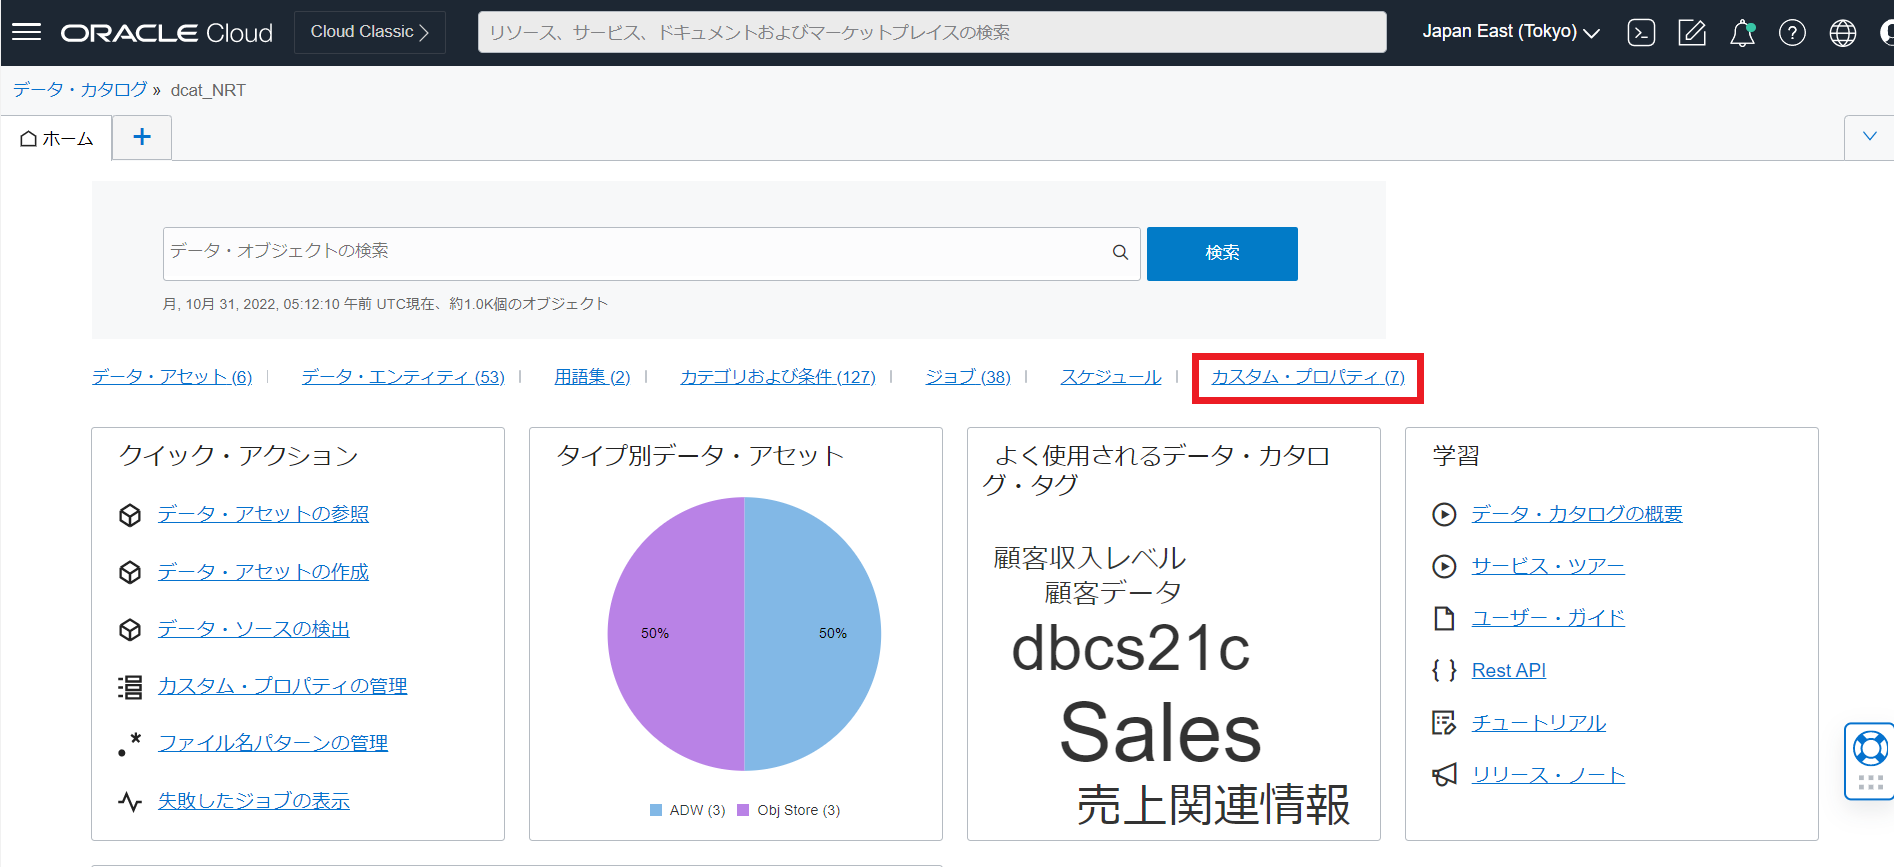 ORACLE Cloud
Cloud Classic
リソース、サービス、ドキュメントおよびマーケットプレイスの検索
Japan East (Tokyo)
データ・カタログ » dcat_NRT
ホーム
+
データ・オブジェクトの検索
検索
月, 10月 31, 2022, 05:12:10 午前 UTC現在、約1.0K個のオブジェクト
データ・アセット (6) | データ・エンティティ (53) | 用語集 (2) | カテゴリおよび条件 (127) | ジョブ (38) | スケジュール | カスタム・プロパティ (7)
クイック・アクション
データ・アセットの参照
データ・アセットの作成
データ・ソースの検出
カスタム・プロパティの管理
ファイル名パターンの管理
失敗したジョブの表示
タイプ別データ・アセット
50%
50%
ADW (3)
Obj Store (3)
よく使用されるデータ・カタロ
グ・タグ
顧客収入レベル
顧客データ
dbcs21c
Sales
売上関連情報
学習
データ・カタログの概要
サービス・ツアー
ユーザー・ガイド
Rest API
チュートリアル
リリース・ノート